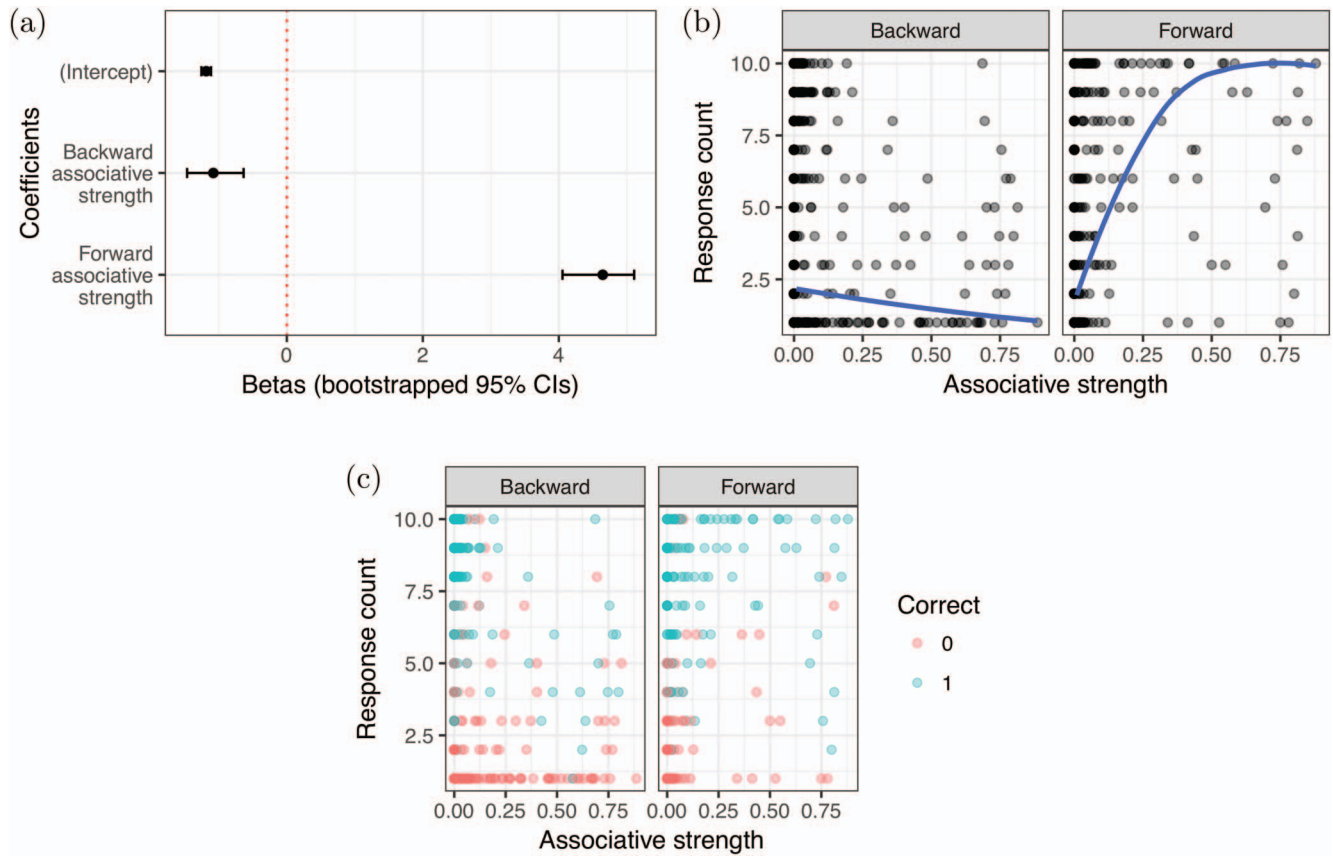 (a)
(Intercept)
Backward
associative
strength
Forward
associative
strength
Coefficients
0
2
4
Betas (bootstrapped 95% CIs)
(b)
Backward
Forward
10.0
7.5
5.0
2.5
Response count
0.00
0.25
0.50
0.75
0.00
0.25
0.50
0.75
Associative strength
(c)
Backward
Forward
10.0
7.5
5.0
2.5
Response count
0.00
0.25
0.50
0.75
0.00
0.25
0.50
0.75
Associative strength
Correct
0
1